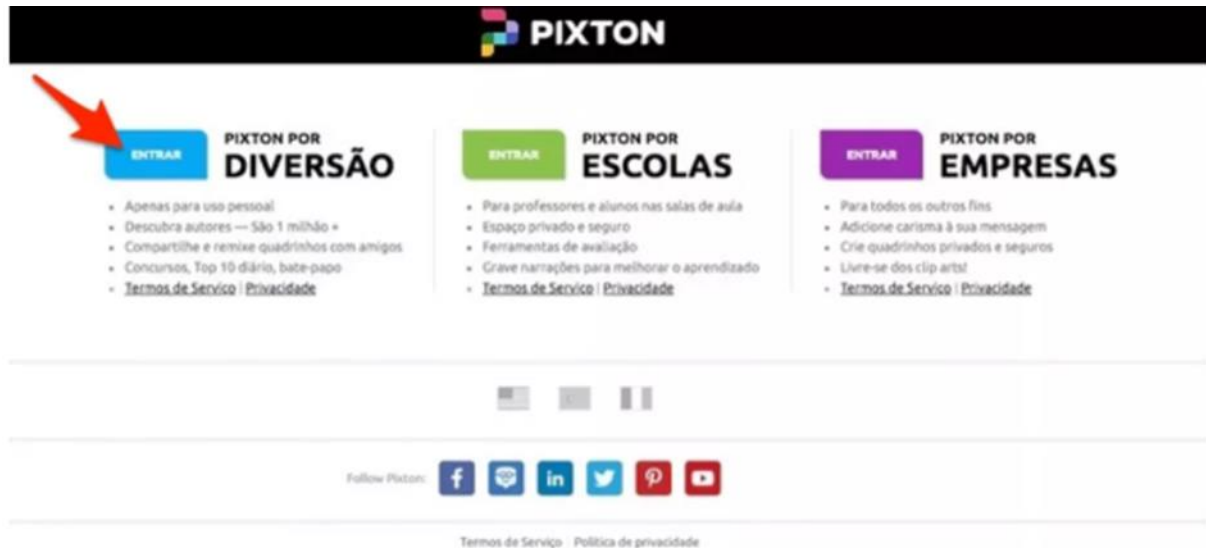 PIXTON
ENTRAR
PIXTON POR
DIVERSÃO
• Apenas para uso pessoal
• Descubra autores — São 1 milhão +
• Compartilhe e remixe quadrinhos com amigos
• Concursos, Top 10 diário, bate-papo
• Termos de Serviço | Privacidade
ENTRAR
PIXTON POR
ESCOLAS
• Para professores e alunos nas salas de aula
• Espaço privado e seguro
• Ferramentas de avaliação
• Grave narrações para melhorar o aprendizado
• Termos de Serviço | Privacidade
ENTRAR
PIXTON POR
EMPRESAS
• Para todos os outros fins
• Adicione carisma à sua mensagem
• Crie quadrinhos privados e seguros
• Livre-se dos clip arts!
• Termos de Serviço | Privacidade
Follow Pixton:
Termos de Serviço Política de privacidade